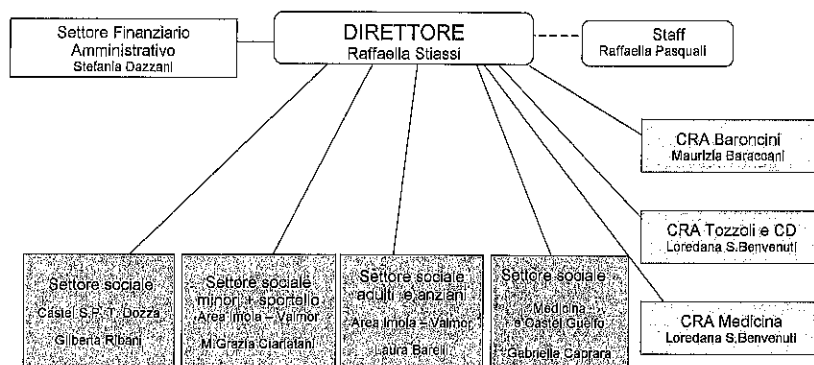 Settore Finanziario
Amministrativo
Stefania Dazzani
DIRETTORE
Raffaella Stiassi
Staff
Raffaella Pasquali
CRA Baroncini
Maurizia Baracoani
CRA Tozzoli e CD
Loredana S.Benvenuti
CRA Medicina
Loredana S.Benvenuti
Settore sociale
Castel S.P. T. Dozza
Gilberta Ribani
Settore sociale
minori + sportello
Area Imola – Valmor
M.Grazia Ciarlatani
Settore sociale
adulti e anziani
Area Imola – Valmor
Laura Barelli
Settore sociale
Medicina
e Castel Guelfo
Gabriella Caprara